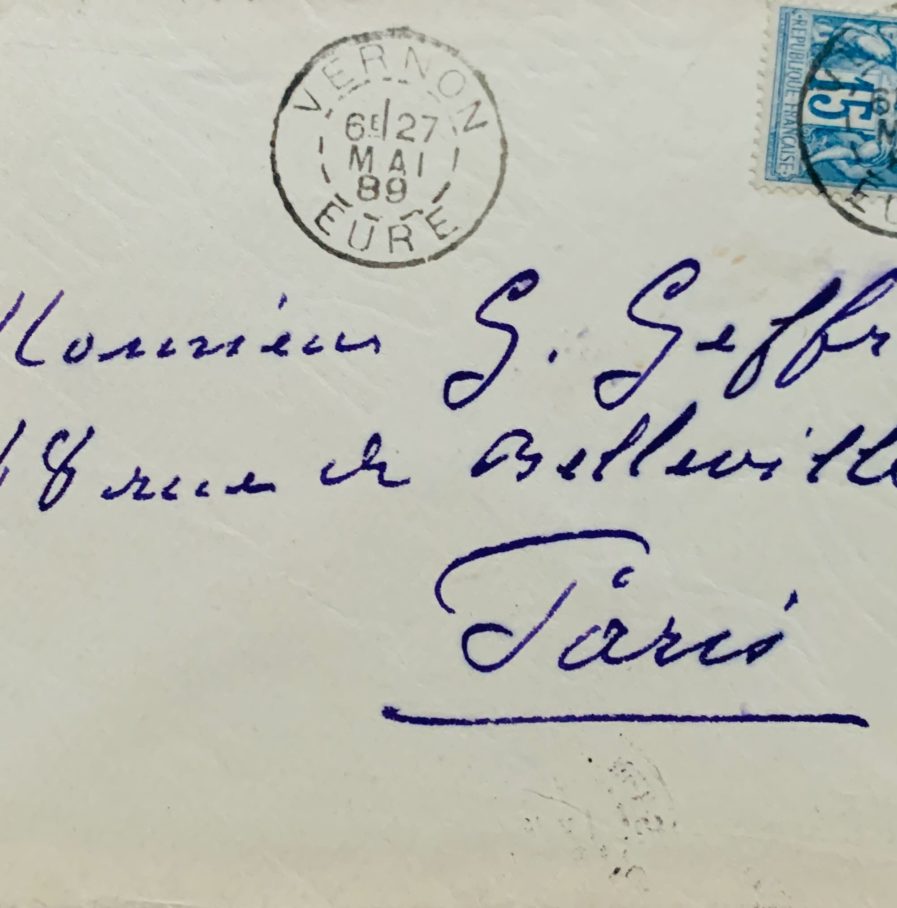 VERNON
6E/27
MAI
89
EURE
REPUBLIQUE FRANÇAISE
15
Monsieur G. Geffr
48 rue de Belleville
Paris